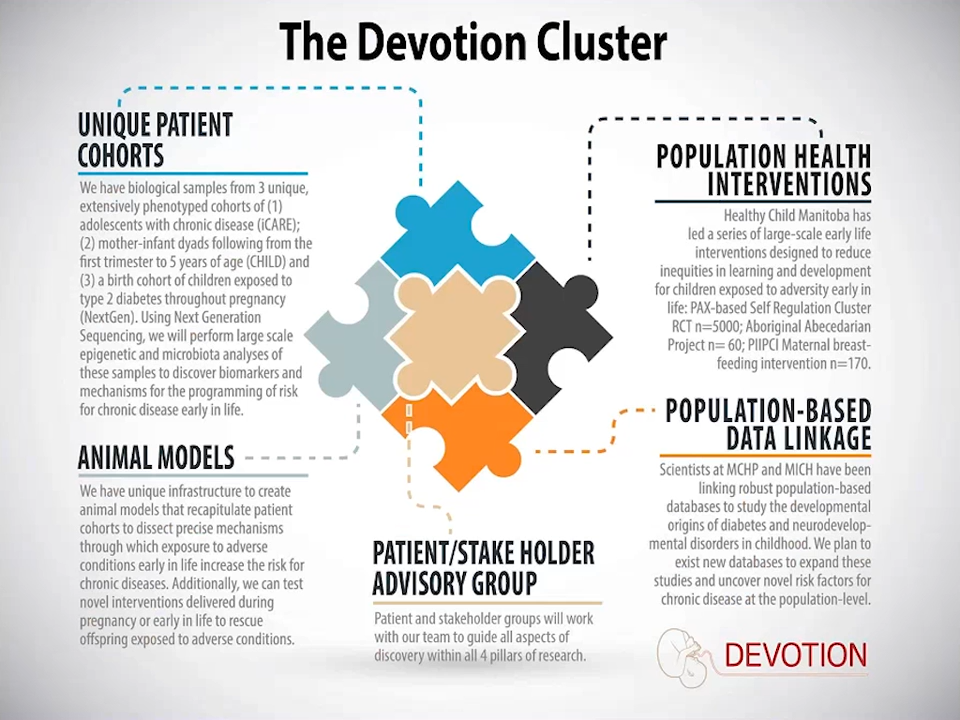 The Devotion Cluster
UNIQUE PATIENT
COHORTS
We have biological samples from 3 unique,
extensively phenotyped cohorts of (1)
adolescents with chronic disease (iCARE);
(2) mother-infant dyads following from the
first trimester to 5 years of age (CHILD) and
(3) a birth cohort of children exposed to
type 2 diabetes throughout pregnancy
(NextGen). Using Next Generation
Sequencing, we will perform large scale
epigenetic and microbiota analyses of
these samples to discover biomarkers and
mechanisms for the programming of risk
for chronic disease early in life.
ANIMAL MODELS
We have unique infrastructure to create
animal models that recapitulate patient
cohorts to dissect precise mechanisms
through which exposure to adverse
conditions early in life increase the risk for
chronic diseases. Additionally, we can test
novel interventions delivered during
pregnancy or early in life to rescue
offspring exposed to adverse conditions.
PATIENT/STAKE HOLDER
ADVISORY GROUP
Patient and stakeholder groups will work
with our team to guide all aspects of
discovery within all 4 pillars of research.
POPULATION HEALTH
INTERVENTIONS
Healthy Child Manitoba has
led a series of large-scale early life
interventions designed to reduce
inequities in learning and development
for children exposed to adversity early in
life: PAX-based Self Regulation Cluster
RCT n=5000; Aboriginal Abecedarian
Project n= 60; PIIPCI Maternal breast-
feeding intervention n=170.
POPULATION-BASED
DATA LINKAGE
Scientists at MCHP and MICH have been
linking robust population-based
databases to study the developmental
origins of diabetes and neurodevelop-
mental disorders in childhood. We plan to
exist new databases to expand these
studies and uncover novel risk factors for
chronic disease at the population-level.
DEVOTION